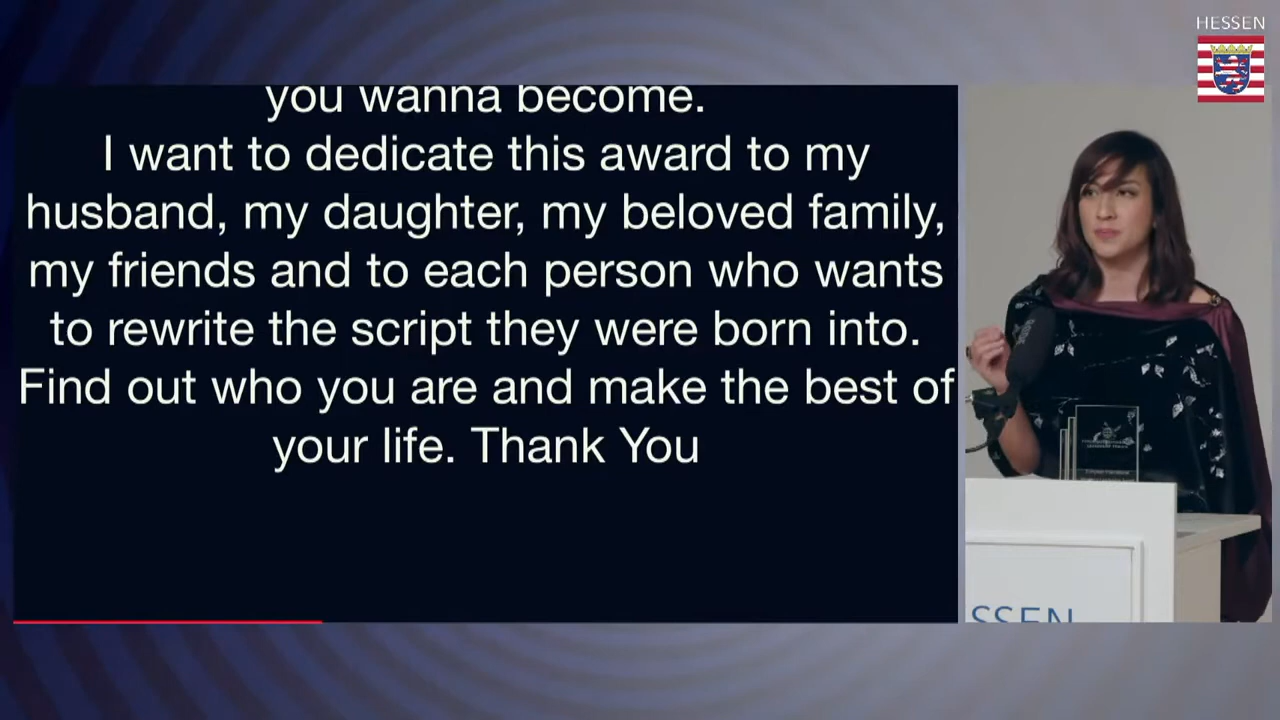 HESSEN
you wanna become.
I want to dedicate this award to my
husband, my daughter, my beloved family,
my friends and to each person who wants
to rewrite the script they were born into.
Find out who you are and make the best of
your life. Thank You
SSEN